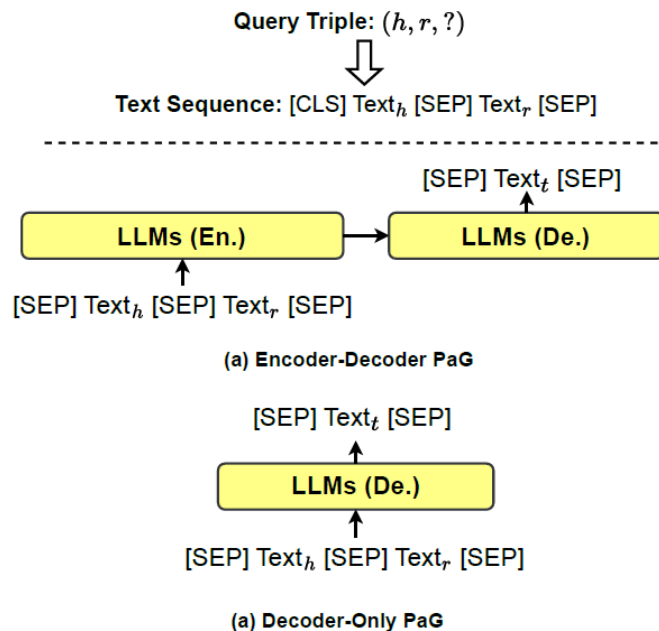 Query Triple: (h, r, ?)
Text Sequence: [CLS] Text_h [SEP] Text_r [SEP]
[SEP] Text_t [SEP]
LLMs (En.) LLMs (De.)
[SEP] Text_h [SEP] Text_r [SEP]
(a) Encoder-Decoder PaG
[SEP] Text_t [SEP]
LLMs (De.)
[SEP] Text_h [SEP] Text_r [SEP]
(a) Decoder-Only PaG